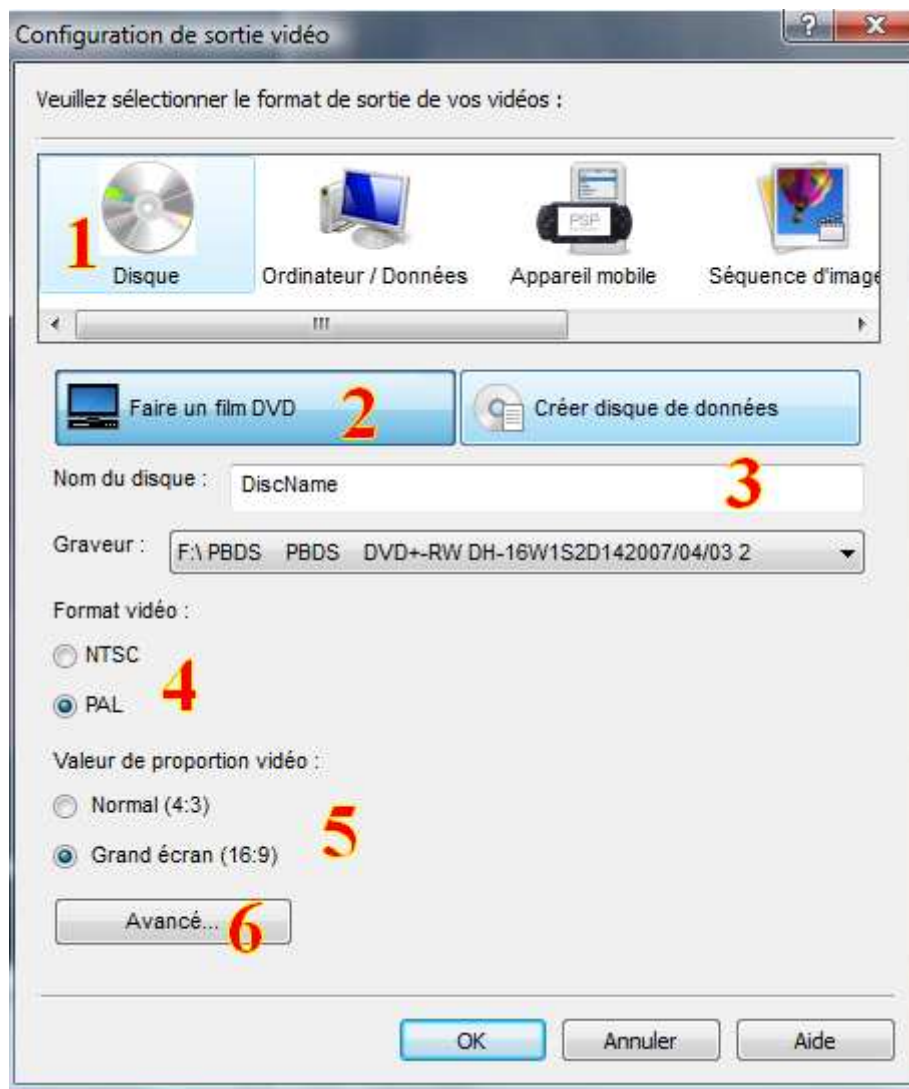 Configuration de sortie vidéo
?
X
Veuillez sélectionner le format de sortie de vos vidéos :
PSP
1
Disque
Ordinateur / Données
Appareil mobile
Séquence d'image
Faire un film DVD
2
Créer disque de données
Nom du disque :
DiscName
3
Graveur :
F:\ PBDS PBDS DVD+-RW DH-16W1S2D142007/04/03 2
Format vidéo :
NTSC
4
PAL
Valeur de proportion vidéo :
Normal (4:3)
5
Grand écran (16:9)
Avancé...
6
OK
Annuler
Aide